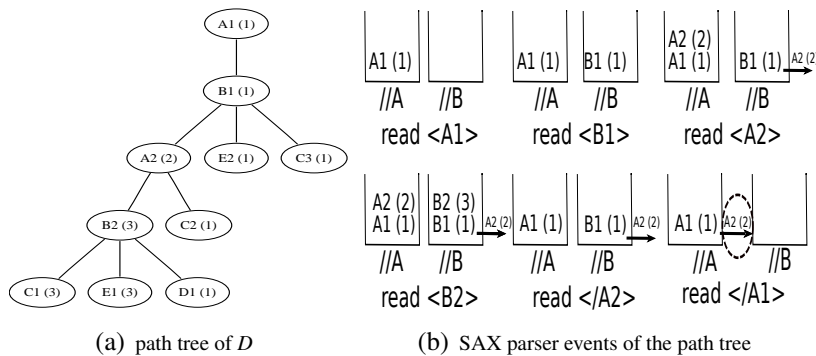 A1 (1)
B1 (1)
A2 (2)
E2 (1)
C3 (1)
B2 (3)
C2 (1)
C1 (3)
E1 (3)
D1 (1)
(a) path tree of D
A1 (1)
//A
//B
read <A1>
A1 (1)
B1 (1)
//A
//B
read <B1>
A2 (2)
A1 (1)
B1 (1)
A2 (2)
//A
//B
read <A2>
A2 (2)
A1 (1)
B2 (3)
B1 (1)
A2 (2)
//A
//B
read <B2>
A1 (1)
B1 (1)
A2 (2)
//A
//B
read </A2>
A1 (1)
A2 (2)
//A
//B
read </A1>
(b) SAX parser events of the path tree